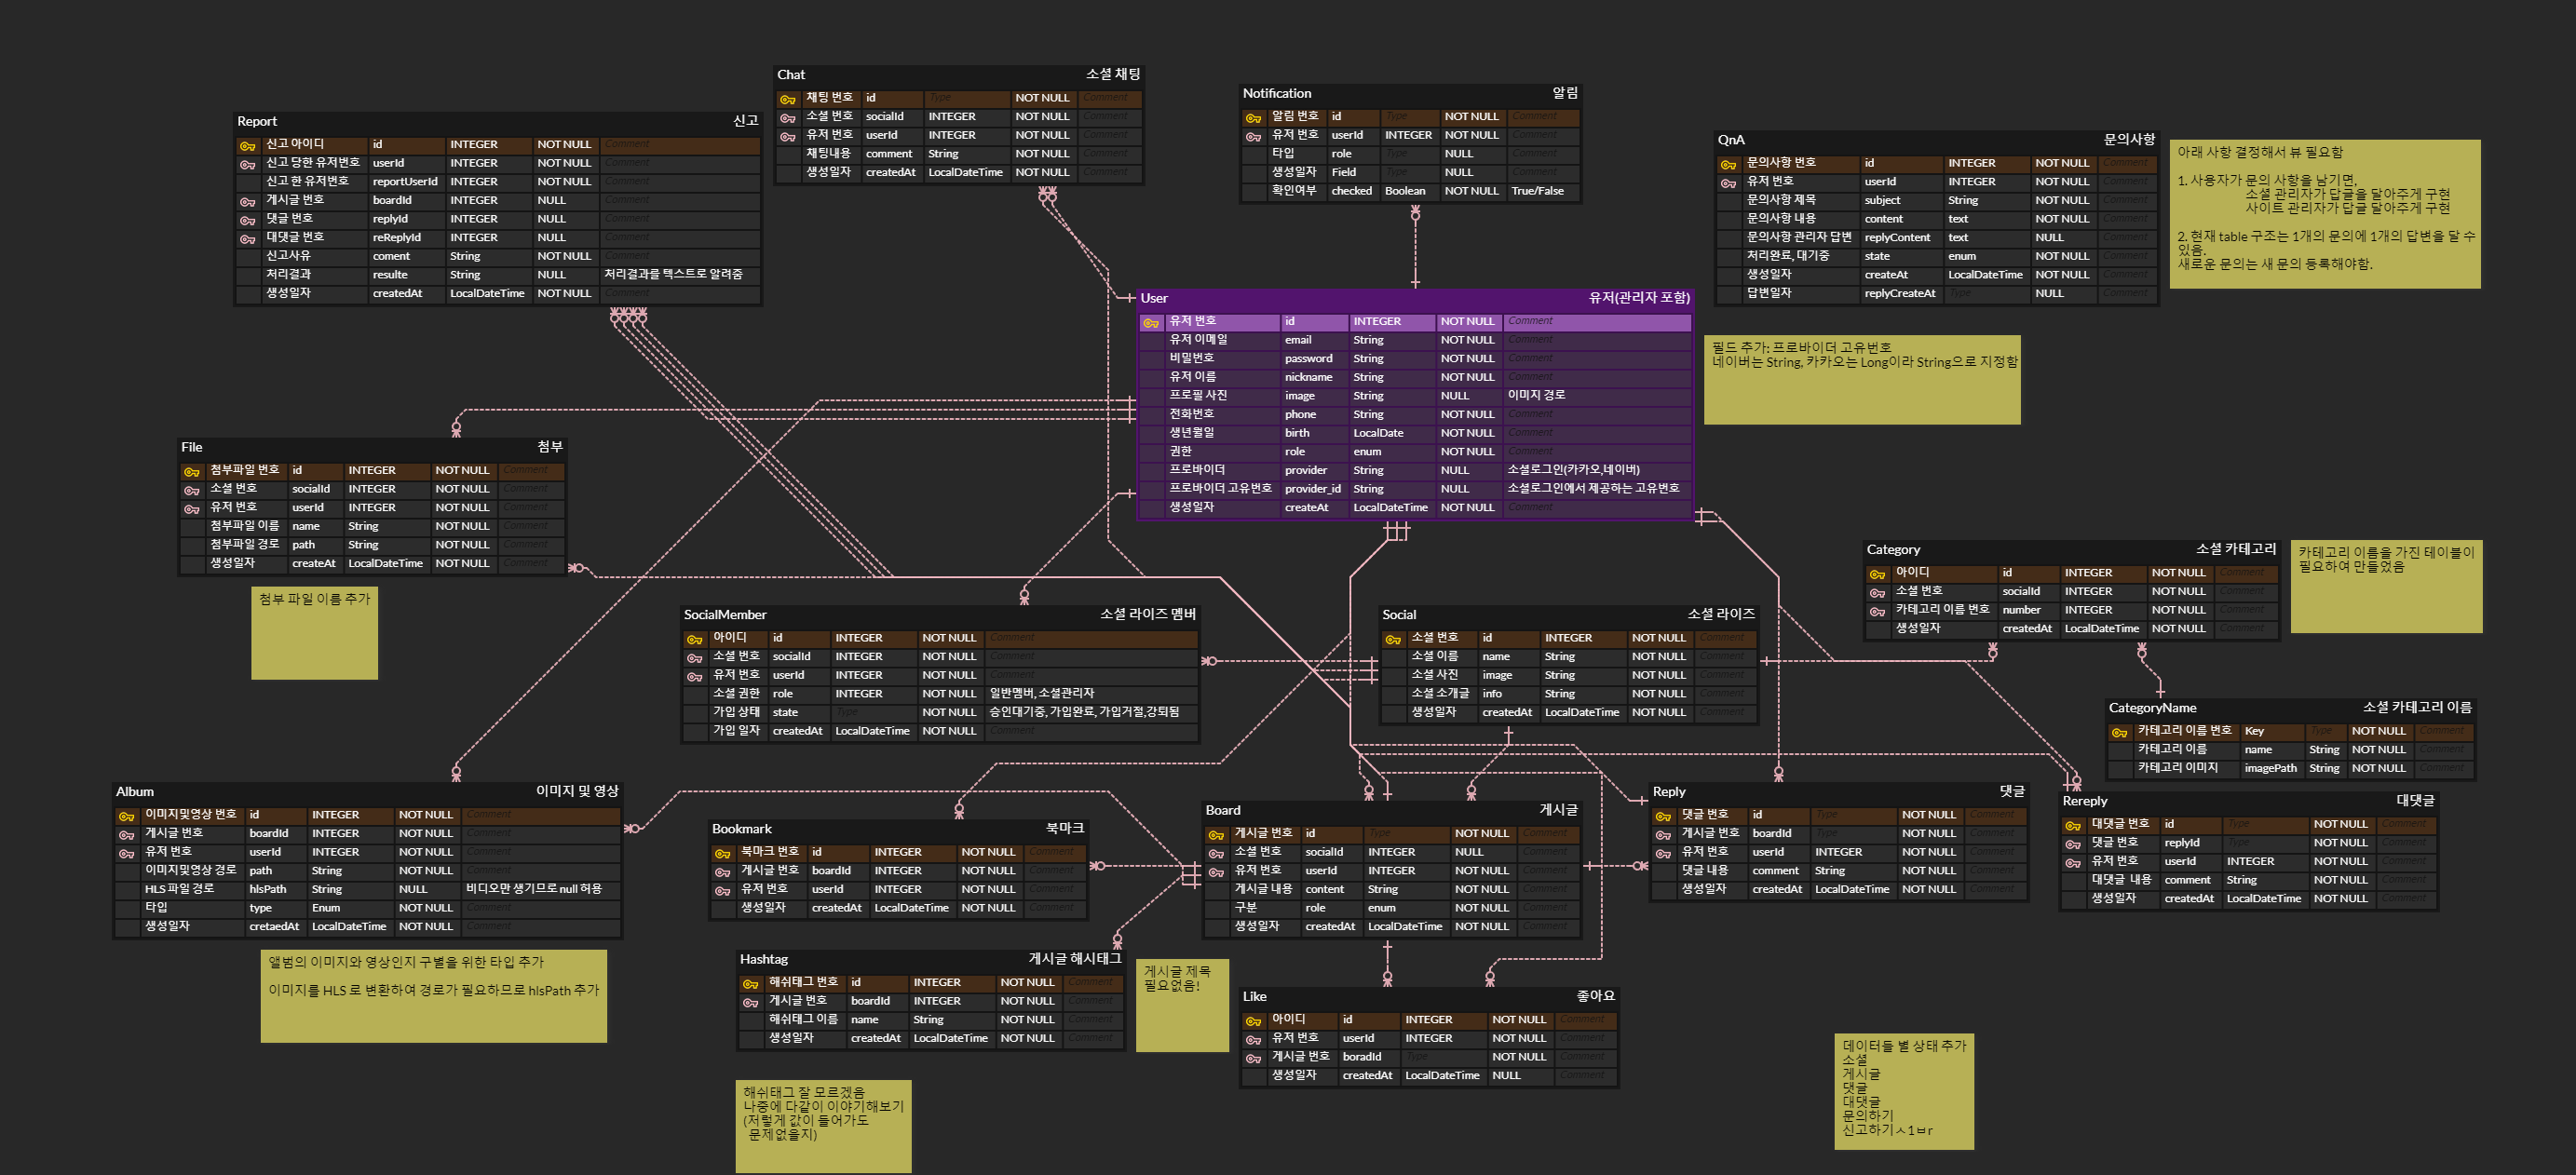 Chat 소셜 채팅
채팅 번호 id Type NOT NULL Comment
소셜 번호 socialId INTEGER NOT NULL Comment
유저 번호 userId INTEGER NOT NULL Comment
채팅내용 comment String NOT NULL Comment
생성일자 createdAt LocalDateTime NOT NULL Comment
Notification 알림
알림 번호 id Type NOT NULL Comment
유저 번호 userId INTEGER NOT NULL Comment
타입 role Type NULL Comment
생성일자 Field Type NULL Comment
확인여부 checked Boolean NOT NULL True/False
Report 신고
신고 아이디 id INTEGER NOT NULL Comment
신고 당한 유저번호 userId INTEGER NOT NULL Comment
신고 한 유저번호 reportUserId INTEGER NOT NULL Comment
게시글 번호 boardId INTEGER NULL Comment
댓글 번호 replyId INTEGER NULL Comment
대댓글 번호 reReplyId INTEGER NULL Comment
신고사유 coment String NOT NULL Comment
처리결과 resulte String NULL 처리결과를 텍스트로 알려줌
생성일자 createdAt LocalDateTime NOT NULL Comment
QnA 문의사항
문의사항 번호 id INTEGER NOT NULL Comment
유저 번호 userId INTEGER NOT NULL Comment
문의사항 제목 subject String NOT NULL Comment
문의사항 내용 content text NOT NULL Comment
문의사항 관리자 답변 replyContent text NULL Comment
처리완료, 대기중 state enum NOT NULL Comment
생성일자 createAt LocalDateTime NOT NULL Comment
답변일자 replyCreateAt Type NULL Comment
아래 사항 결정해서 뷰 필요함
1. 사용자가 문의 사항을 남기면,
소셜 관리자가 답글을 달아주게 구현
사이트 관리자가 답글 달아주게 구현
2. 현재 table 구조는 1개의 문의에 1개의 답변을 달 수
있음.
새로운 문의는 새 문의 등록해야함.
User 유저(관리자 포함)
유저 번호 id INTEGER NOT NULL Comment
유저 이메일 email String NOT NULL Comment
비밀번호 password String NOT NULL Comment
유저 이름 nickname String NOT NULL Comment
프로필 사진 image String NULL 이미지 경로
전화번호 phone String NOT NULL Comment
생년월일 birth LocalDate NOT NULL Comment
권한 role enum NOT NULL Comment
프로바이더 provider String NULL 소셜로그인(카카오,네이버)
프로바이더 고유번호 provider_id String NULL 소셜로그인에서 제공하는 고유번호
생성일자 createAt LocalDateTime NOT NULL Comment
필드 추가: 프로바이더 고유번호
네이버는 String, 카카오는 Long이라 String으로 지정함
File 첨부
첨부파일 번호 id INTEGER NOT NULL Comment
소셜 번호 socialId INTEGER NOT NULL Comment
유저 번호 userId INTEGER NOT NULL Comment
첨부파일 이름 name String NOT NULL Comment
첨부파일 경로 path String NOT NULL Comment
생성일자 createAt LocalDateTime NOT NULL Comment
첨부 파일 이름 추가
Category 소셜 카테고리
아이디 id INTEGER NOT NULL Comment
소셜 번호 socialId INTEGER NOT NULL Comment
카테고리 이름 번호 number INTEGER NOT NULL Comment
생성일자 createdAt LocalDateTime NOT NULL Comment
카테고리 이름을 가진 테이블이
필요하여 만들었음
SocialMember 소셜 라이즈 멤버
아이디 id INTEGER NOT NULL Comment
소셜 번호 socialId INTEGER NOT NULL Comment
유저 번호 userId INTEGER NOT NULL Comment
소셜 권한 role INTEGER NOT NULL 일반멤버, 소셜관리자
가입 상태 state Type NOT NULL 승인대기중, 가입완료, 가입거절,강퇴됨
가입 일자 createdAt LocalDateTime NOT NULL Comment
Social 소셜 라이즈
소셜 번호 id INTEGER NOT NULL Comment
소셜 이름 name String NOT NULL Comment
소셜 사진 image String NOT NULL Comment
소셜 소개글 info String NOT NULL Comment
생성일자 createdAt LocalDateTime NOT NULL Comment
CategoryName 소셜 카테고리 이름
카테고리 이름 번호 Key Type NOT NULL Comment
카테고리 이름 name String NOT NULL Comment
카테고리 이미지 imagePath String NOT NULL Comment
Album 이미지 및 영상
이미지및영상 번호 id INTEGER NOT NULL Comment
게시글 번호 boardId INTEGER NOT NULL Comment
유저 번호 userId INTEGER NOT NULL Comment
이미지및영상 경로 path String NOT NULL Comment
HLS 파일 경로 hlsPath String NULL 비디오만 생기므로 null 허용
타입 type Enum NOT NULL Comment
생성일자 cretaedAt LocalDateTime NOT NULL Comment
앨범의 이미지와 영상인지 구별을 위한 타입 추가
이미지를 HLS 로 변환하여 경로가 필요하므로 hlsPath 추가
Bookmark 북마크
북마크 번호 id INTEGER NOT NULL Comment
게시글 번호 boardId INTEGER NOT NULL Comment
유저 번호 userId INTEGER NOT NULL Comment
생성일자 createdAt LocalDateTime NOT NULL Comment
Board 게시글
게시글 번호 id Type NOT NULL Comment
소셜 번호 socialId INTEGER NULL Comment
유저 번호 userId INTEGER NOT NULL Comment
게시글 내용 content String NOT NULL Comment
구분 role enum NOT NULL Comment
생성일자 createdAt LocalDateTime NOT NULL Comment
Reply 댓글
댓글 번호 id Type NOT NULL Comment
게시글 번호 boardId Type NOT NULL Comment
유저 번호 userId INTEGER NOT NULL Comment
댓글 내용 comment String NOT NULL Comment
생성일자 createdAt LocalDateTime NOT NULL Comment
Rereply 대댓글
대댓글 번호 id Type NOT NULL Comment
댓글 번호 replyId Type NOT NULL Comment
유저 번호 userId INTEGER NOT NULL Comment
대댓글 내용 comment String NOT NULL Comment
생성일자 createdAt LocalDateTime NOT NULL Comment
Hashtag 게시글 해시태그
해쉬태그 번호 id INTEGER NOT NULL Comment
게시글 번호 boardId INTEGER NOT NULL Comment
해쉬태그 이름 name String NOT NULL Comment
생성일자 createdAt LocalDateTime NOT NULL Comment
게시글 제목
필요없음!
Like 좋아요
아이디 id INTEGER NOT NULL Comment
유저 번호 userId INTEGER NOT NULL Comment
게시글 번호 boradId Type NOT NULL Comment
생성일자 createdAt LocalDateTime NULL Comment
해쉬태그 잘 모르겠음
나중에 다같이 이야기해보기
(저렇게 값이 들어가도
문제없을지)
데이터들 별 상태 추가
소셜
게시글
댓글
대댓글
문의하기
신고하기ㅅ1ㅂr